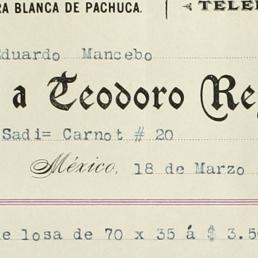 RA BLANCA DE PACHUCA. TELE
Eduardo Mancebo
a Teodoro Re
Sadi= Carnot # 20
México, 18 de Marzo
e losa de 70 x 35 á $ 3.5